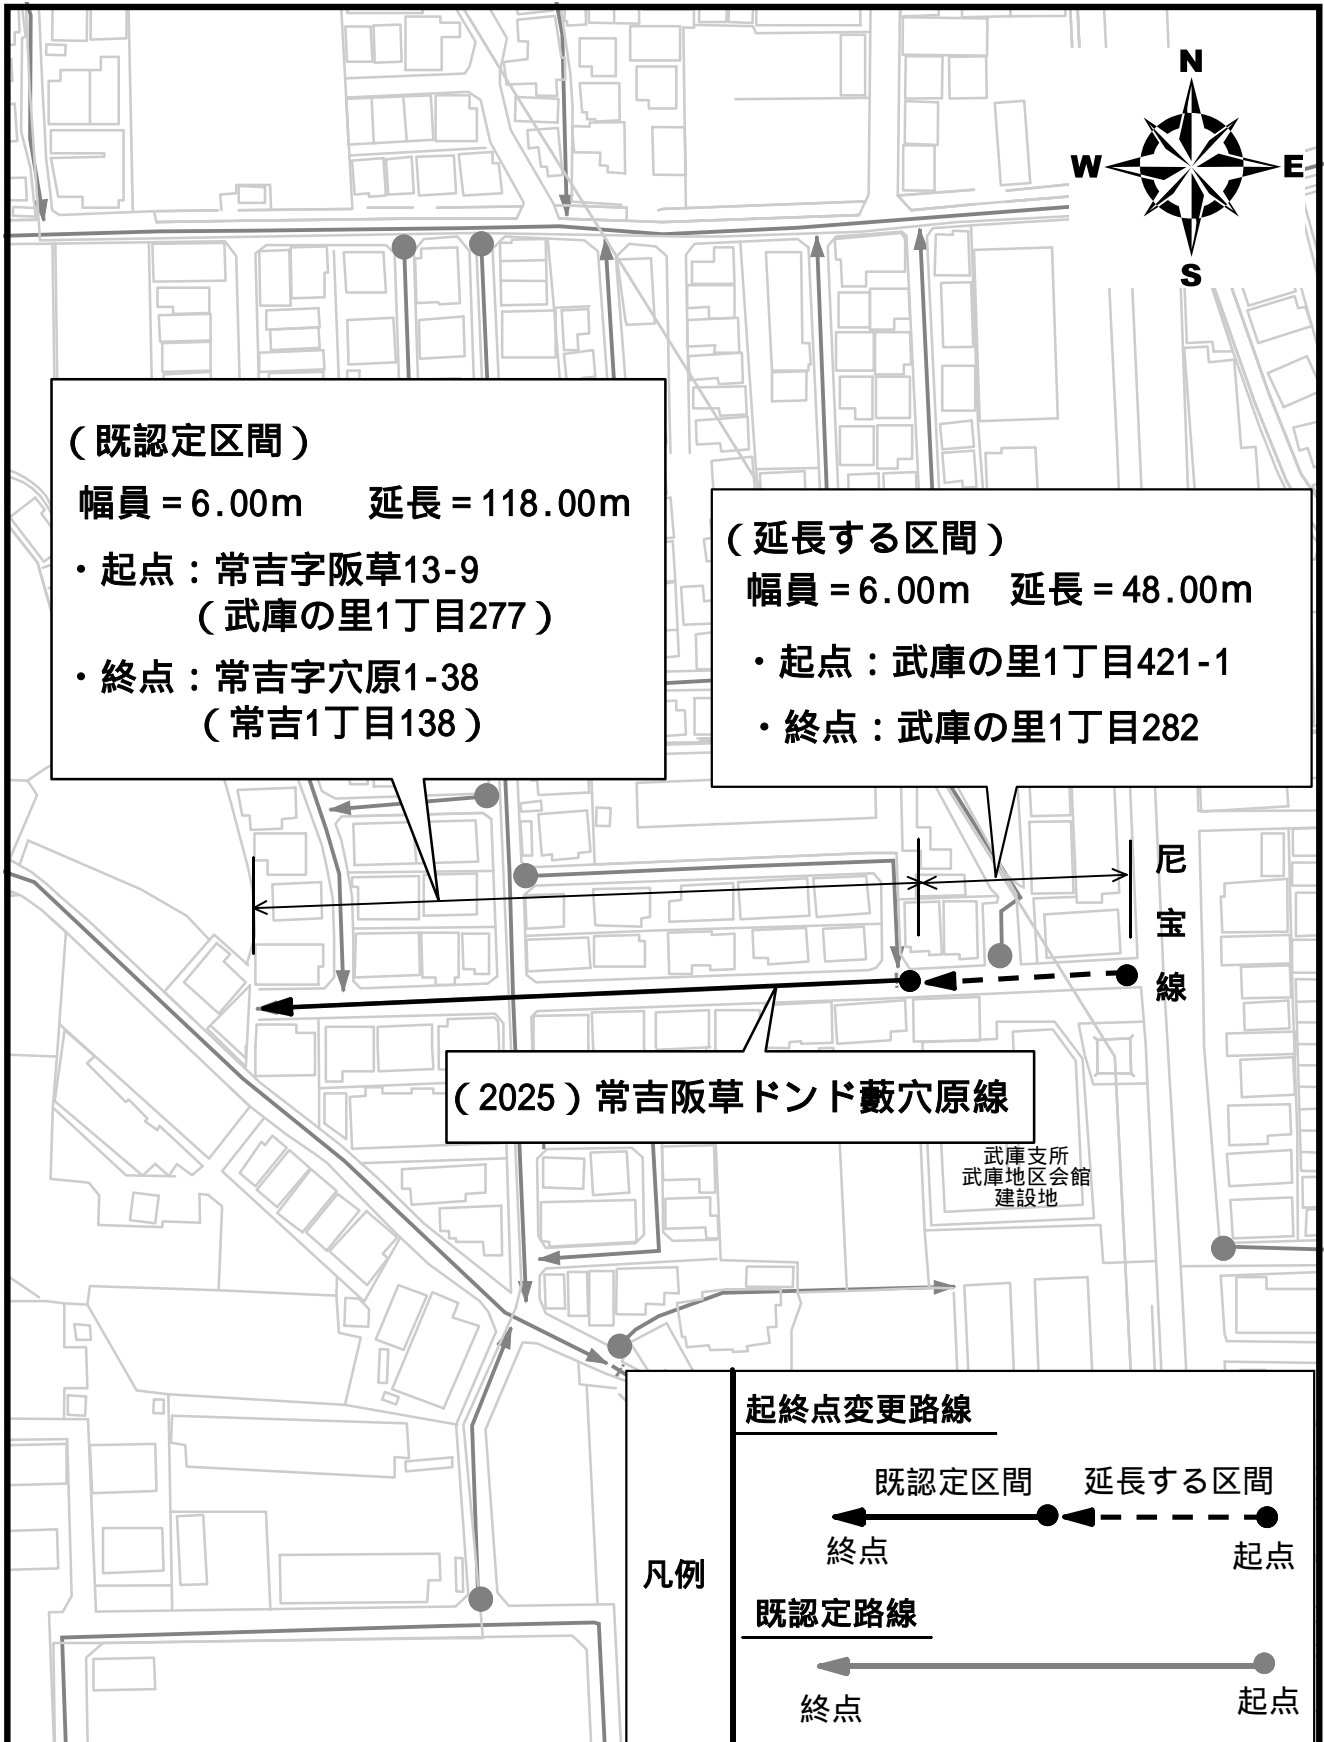 N
W E
S
（既認定区間）
幅員＝6.00m 延長＝118.00m
・起点：常吉字阪草13-9
（武庫の里1丁目277）
・終点：常吉字穴原1-38
（常吉1丁目138）
（延長する区間）
幅員＝6.00m 延長＝48.00m
・起点：武庫の里1丁目421-1
・終点：武庫の里1丁目282
尼宝線
（2025）常吉阪草ドンド藪穴原線
武庫支所
武庫地区会館
建設地
凡例
起終点変更路線
既認定区間 延長する区間
終点 起点
既認定路線
終点 起点